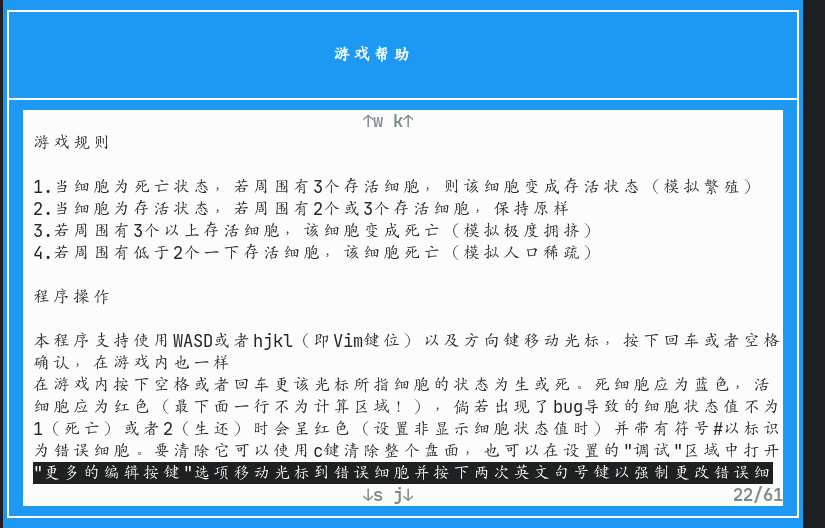 游戏帮助
↑w k↑
游戏规则
1.当细胞为死亡状态，若周围有3个存活细胞，则该细胞变成存活状态（模拟繁殖）
2.当细胞为存活状态，若周围有2个或3个存活细胞，保持原样
3.若周围有3个以上存活细胞，该细胞变成死亡（模拟极度拥挤）
4.若周围有低于2个一下存活细胞，该细胞死亡（模拟人口稀疏）
程序操作
本程序支持使用WASD或者hjkl（即Vim键位）以及方向键移动光标，按下回车或者空格
确认，在游戏内也一样
在游戏内按下空格或者回车更该光标所指细胞的状态为生或死。死细胞应为蓝色，活
细胞应为红色（最下面一行不为计算区域！），倘若出现了bug导致的细胞状态值不为
1（死亡）或者2（生还）时会呈红色（设置非显示细胞状态值时）并带有符号#以标识
为错误细胞。要清除它可以使用c键清除整个盘面，也可以在设置的"调试"区域中打开
"更多的编辑按键"选项移动光标到错误细胞并按下两次英文句号键以强制更改错误细
↓s j↓
22/61